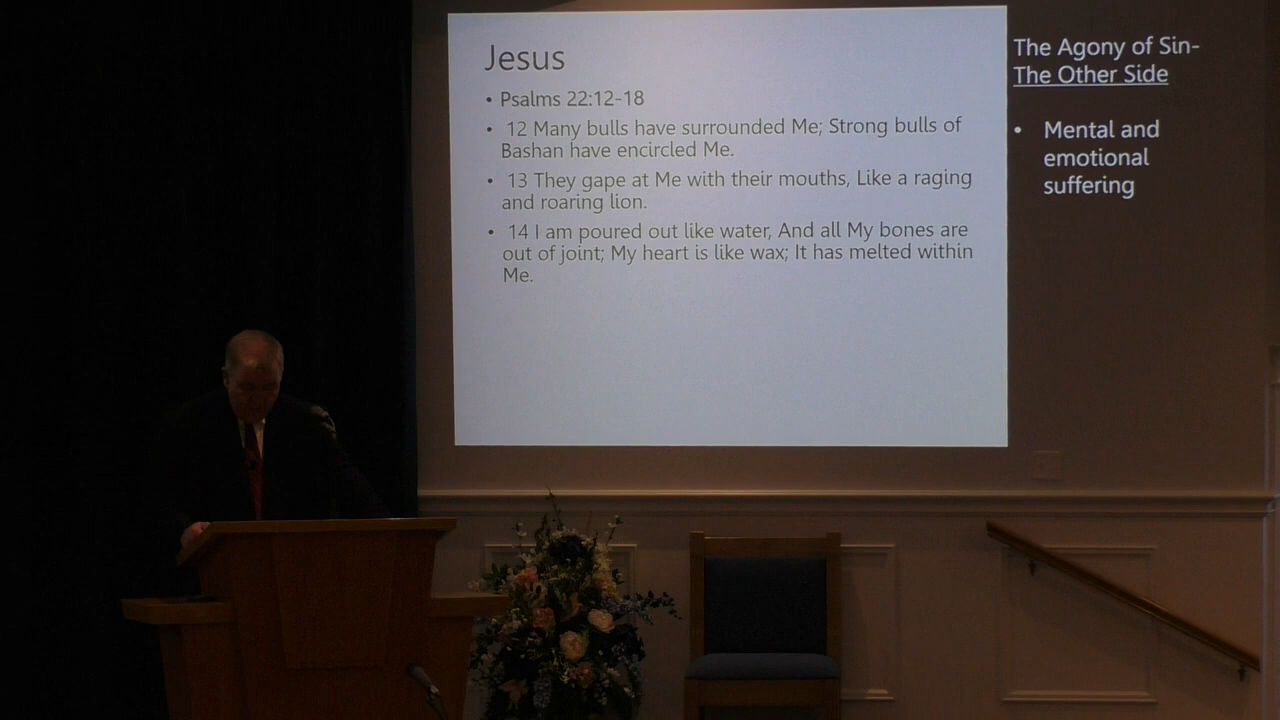 Jesus
• Psalms 22:12-18
• 12 Many bulls have surrounded Me; Strong bulls of
Bashan have encircled Me.
• 13 They gape at Me with their mouths, Like a raging
and roaring lion.
• 14 I am poured out like water, And all My bones are
out of joint; My heart is like wax; It has melted within
Me.
The Agony of Sin-
The Other Side
• Mental and
emotional
suffering